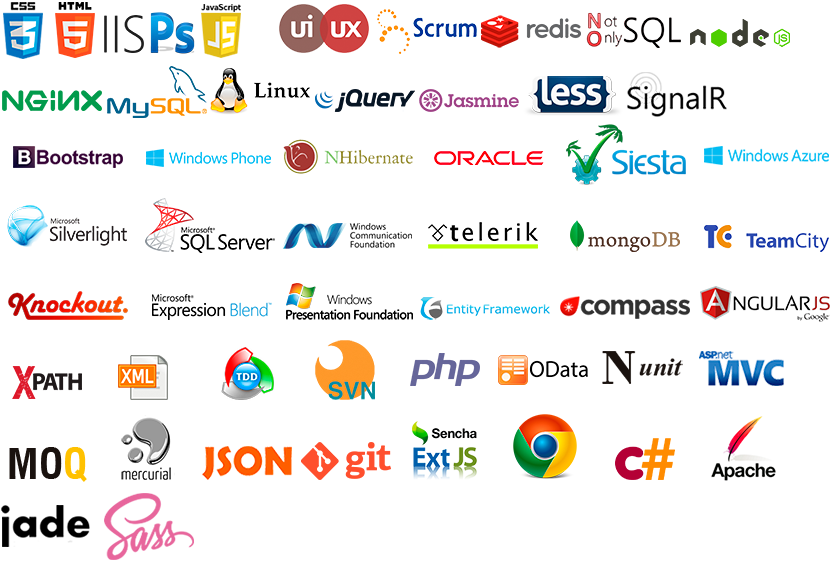 CSS HTML JavaScript
3 5 IIS Ps JS ui ux Scrum redis Not Only SQL node JS
NGINX MySQL Linux jQuery Jasmine {less} SignalR
B Bootstrap Windows Phone NHibernate ORACLE Siesta Windows Azure
Microsoft Silverlight Microsoft SQL Server Windows Communication Foundation telerik mongoDB TC TeamCity
Knockout. Microsoft Expression Blend Windows Presentation Foundation Entity Framework compass ANGULARJS by Google
XPATH XML TDD SVN php OData Nunit ASP.net MVC
MOQ mercurial JSON git Sencha Ext JS C# Apache
jade Sass